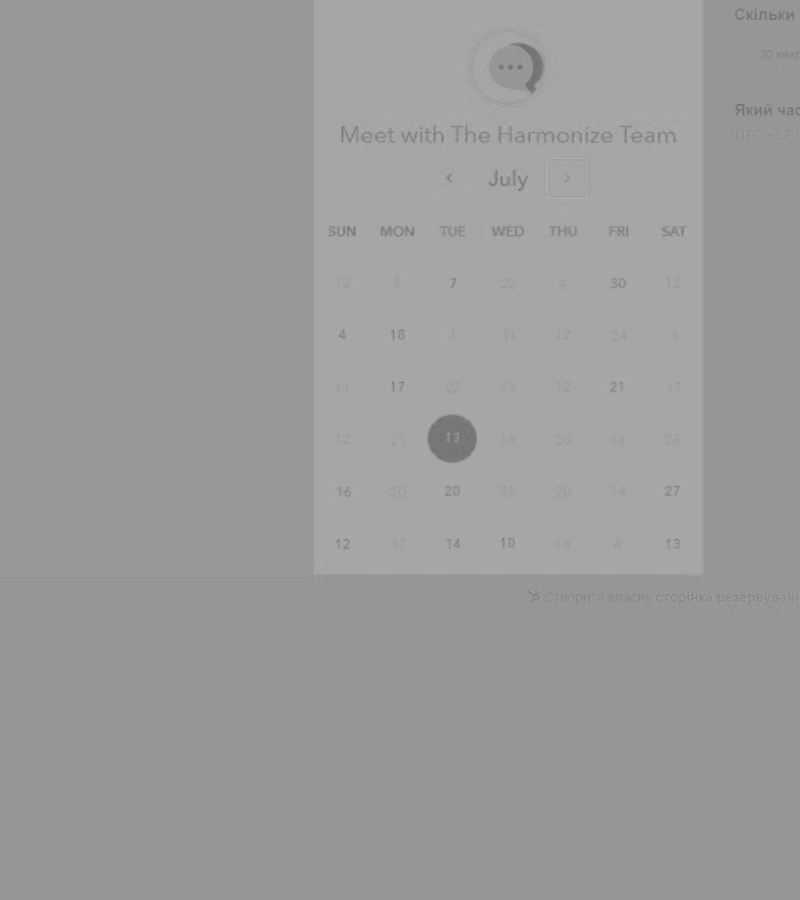 Скільки
30 хвил
Meet with The Harmonize Team
Який час
UTC +02:0
‹ July ›
SUN MON TUE WED THU FRI SAT
12 5 7 22 4 30 12
4 18 1 31 12 24 3
11 17 22 19 12 21 17
12 21 13 18 20 18 25
16 20 20 25 20 14 27
12 17 14 10 18 4 13
Створити власну сторінка резервуванн